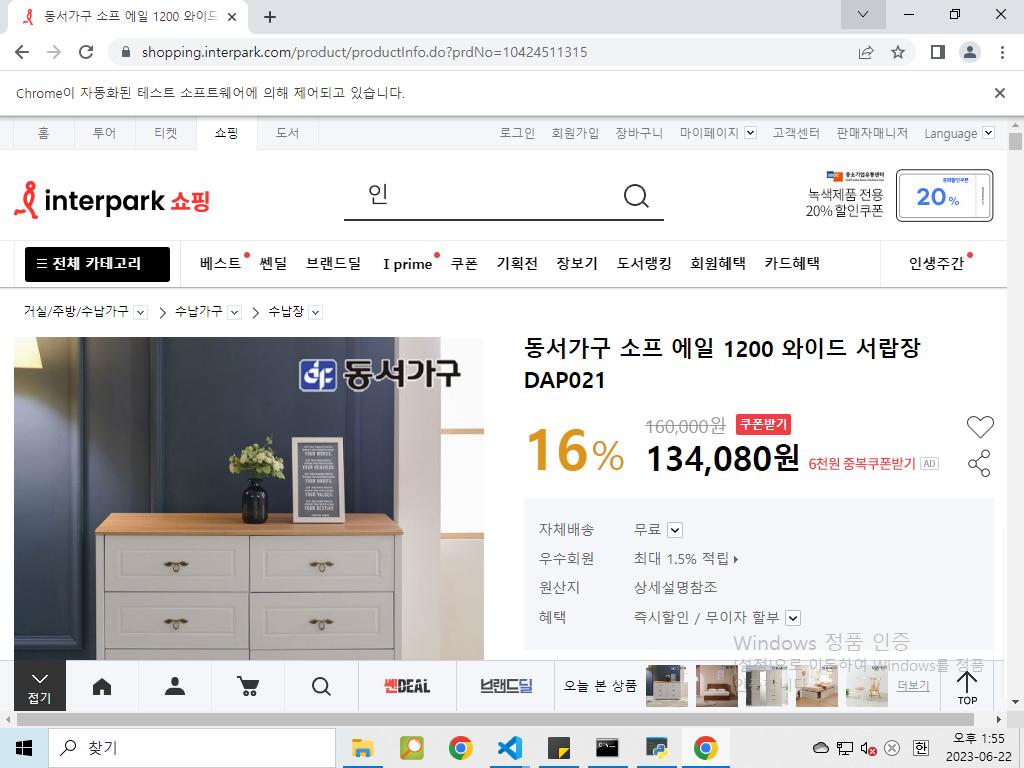 동서가구 소프 에일 1200 와이드
shopping.interpark.com/product/productInfo.do?prdNo=10424511315
Chrome이 자동화된 테스트 소프트웨어에 의해 제어되고 있습니다.
홈 투어 티켓 쇼핑 도서 로그인 회원가입 장바구니 마이페이지 고객센터 판매자매니저 Language
interpark 쇼핑
인
중소기업유통센터
녹색제품 전용
20% 할인쿠폰
중복할인쿠폰
20%
전체 카테고리 베스트 쎈딜 브랜드딜 I prime 쿠폰 기획전 장보기 도서랭킹 회원혜택 카드혜택 인생주간
거실/주방/수납가구 수납가구 수납장
동서가구
동서가구 소프 에일 1200 와이드 서랍장
DAP021
16%
160,000원 쿠폰받기
134,080원 6천원 중복쿠폰받기 AD
자체배송 무료
우수회원 최대 1.5% 적립
원산지 상세설명참조
혜택 즉시할인 / 무이자 할부
Windows 정품 인증
[설정]으로 이동하여 Windows를 정품
접기
쎈DEAL
브랜드딜
오늘 본 상품
더보기
TOP
찾기
한
오후 1:55
2023-06-22